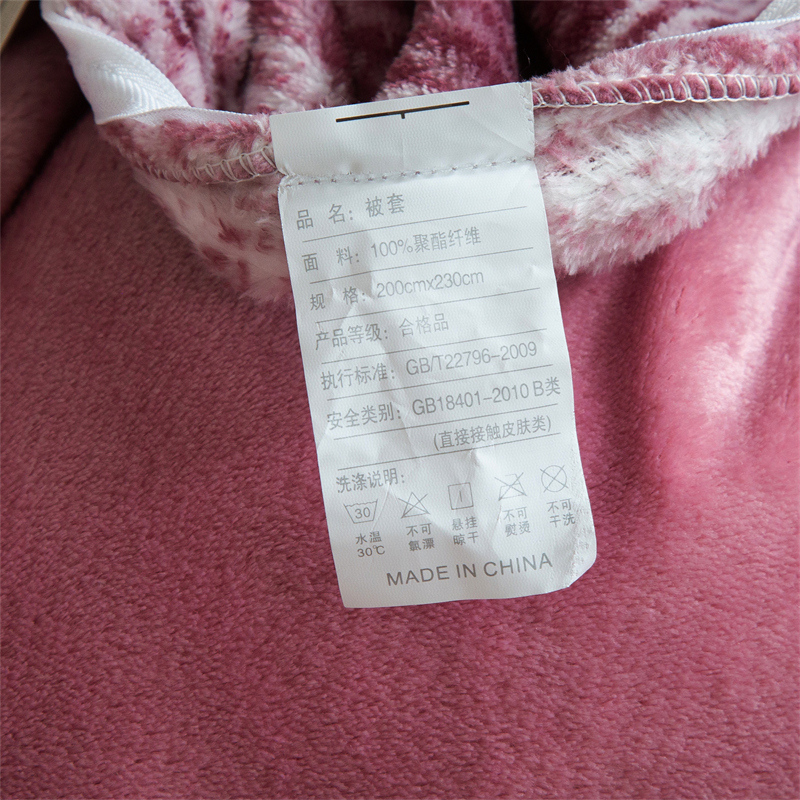 品 名：被套
面 料：100%聚酯纤维
规 格：200cmx230cm
产品等级：合格品
执行标准：GB/T22796-2009
安全类别：GB18401-2010 B类
(直接接触皮肤类)
洗涤说明：
30
水温 不可 悬挂 不可 不可
30℃ 氯漂 晾干 熨烫 干洗
MADE IN CHINA